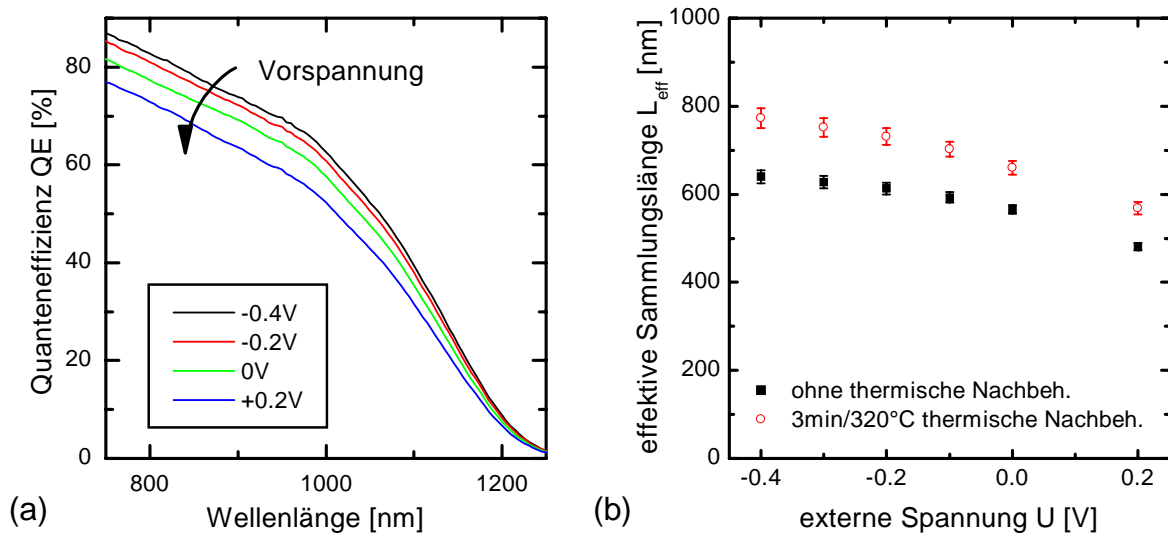 Quanteneffizienz QE [%]
80
60
40
20
0
Vorspannung
-0.4V
-0.2V
0V
+0.2V
800
1000
1200
Wellenlänge [nm]
(a)
effektive Sammlungslänge L_eff [nm]
1000
800
600
400
200
0
ohne thermische Nachbeh.
3min/320°C thermische Nachbeh.
-0.4
-0.2
0.0
0.2
externe Spannung U [V]
(b)